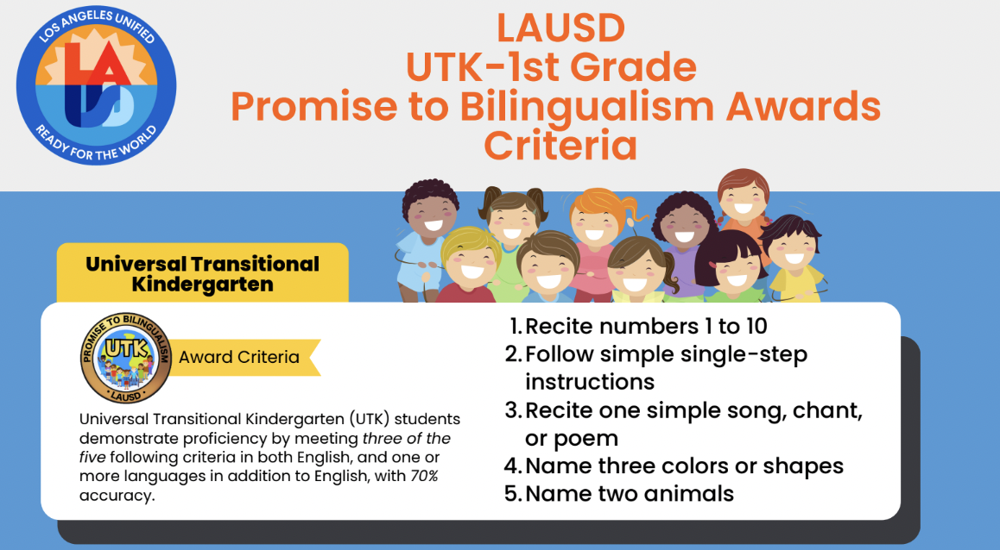 LOS ANGELES UNIFIED
LAUSD
READY FOR THE WORLD
LAUSD
UTK-1st Grade
Promise to Bilingualism Awards
Criteria
Universal Transitional
Kindergarten
PROMISE TO BILINGUALISM
UTK
LAUSD
Award Criteria
Universal Transitional Kindergarten (UTK) students
demonstrate proficiency by meeting three of the
five following criteria in both English, and one or
more languages in addition to English, with 70%
accuracy.
1. Recite numbers 1 to 10
2. Follow simple single-step
instructions
3. Recite one simple song, chant,
or poem
4. Name three colors or shapes
5. Name two animals